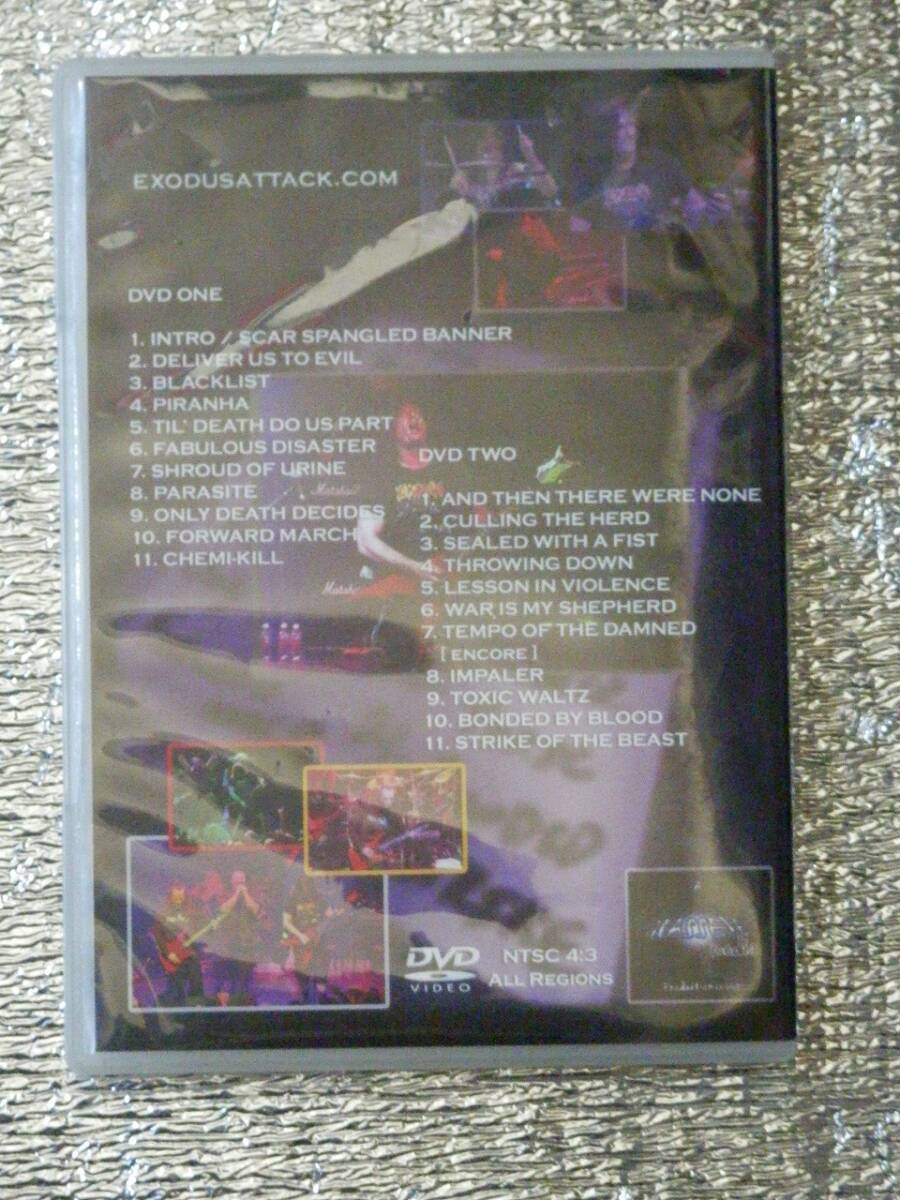 EXODUSATTACK.COM
DVD ONE
1. INTRO / SCAR SPANGLED BANNER
2. DELIVER US TO EVIL
3. BLACKLIST
4. PIRANHA
5. TIL' DEATH DO US PART
6. FABULOUS DISASTER
7. SHROUD OF URINE
8. PARASITE
9. ONLY DEATH DECIDES
10. FORWARD MARCH
11. CHEMI-KILL
DVD TWO
1. AND THEN THERE WERE NONE
2. CULLING THE HERD
3. SEALED WITH A FIST
4. THROWING DOWN
5. LESSON IN VIOLENCE
6. WAR IS MY SHEPHERD
7. TEMPO OF THE DAMNED
[ ENCORE ]
8. IMPALER
9. TOXIC WALTZ
10. BONDED BY BLOOD
11. STRIKE OF THE BEAST
Marshall
DVD
VIDEO
NTSC 4:3
ALL REGIONS